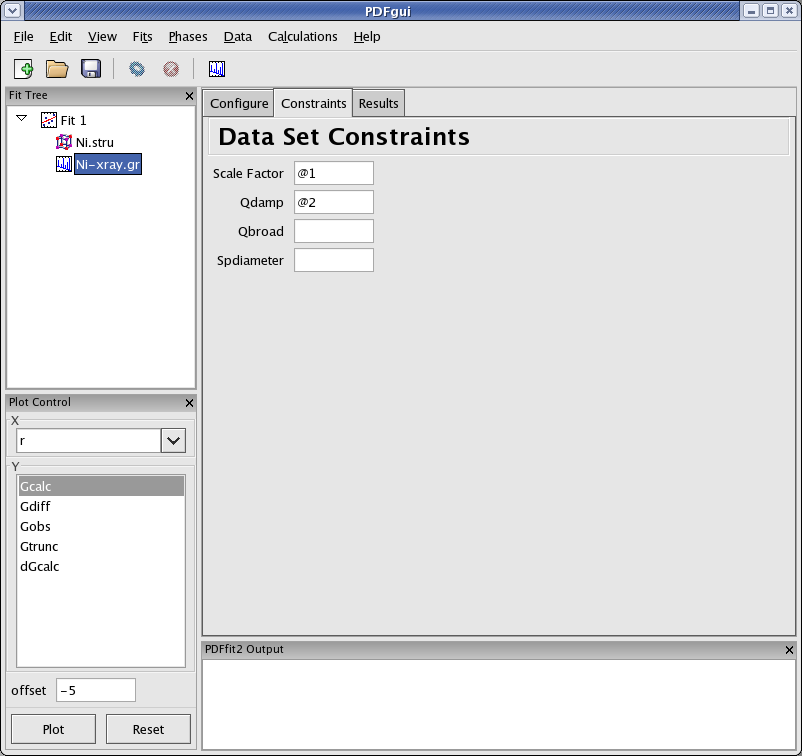 PDFgui
File Edit View Fits Phases Data Calculations Help
Fit Tree
Fit 1
Ni.stru
Ni-xray.gr
Plot Control
X
r
Y
Gcalc
Gdiff
Gobs
Gtrunc
dGcalc
offset -5
Plot Reset
Configure Constraints Results
Data Set Constraints
Scale Factor @1
Qdamp @2
Qbroad
Spdiameter
PDFfit2 Output